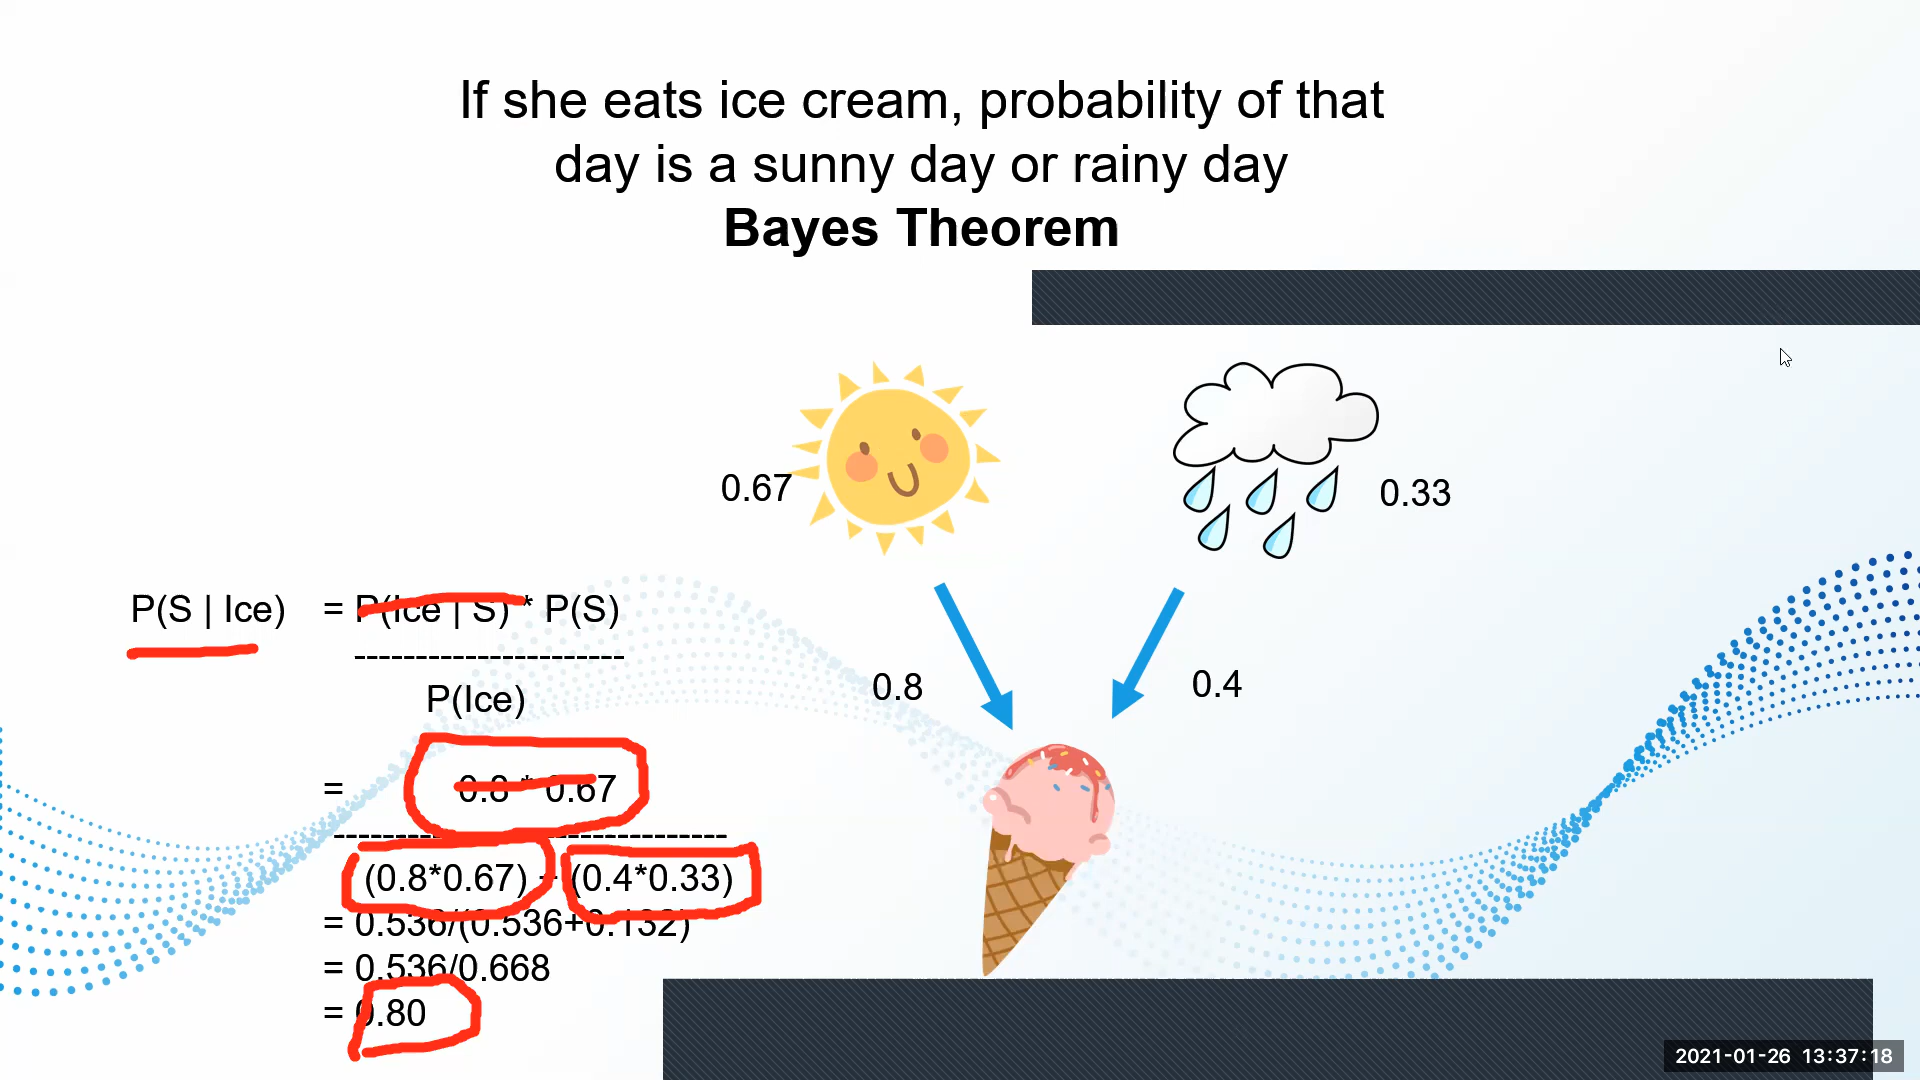 If she eats ice cream, probability of that
day is a sunny day or rainy day
Bayes Theorem
0.67
0.33
P(S | Ice) = P(Ice | S) * P(S)
----------------------
P(Ice)
0.8
0.4
= 0.8 * 0.67
--------------------------------
(0.8*0.67) + (0.4*0.33)
= 0.536/(0.536+0.132)
= 0.536/0.668
= 0.80
2021-01-26 13:37:18